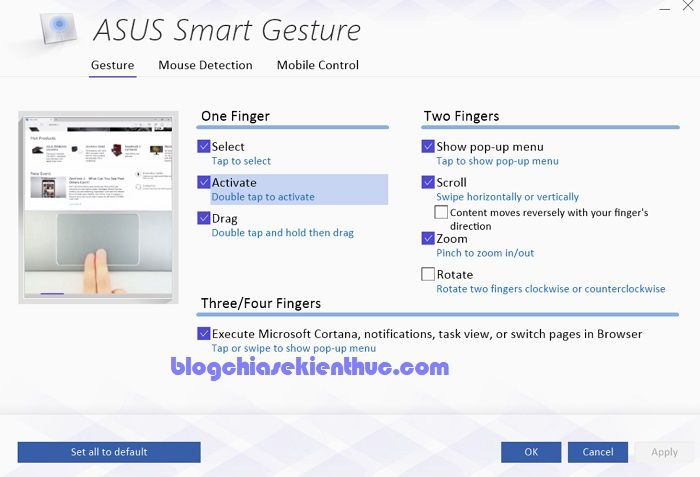 ASUS Smart Gesture
Gesture
Mouse Detection
Mobile Control
One Finger
Select
Tap to select
Activate
Double tap to activate
Drag
Double tap and hold then drag
Two Fingers
Show pop-up menu
Tap to show pop-up menu
Scroll
Swipe horizontally or vertically
Content moves reversely with your finger's
direction
Zoom
Pinch to zoom in/out
Rotate
Rotate two fingers clockwise or counterclockwise
Three/Four Fingers
Execute Microsoft Cortana, notifications, task view, or switch pages in Browser
Tap or swipe to show pop-up menu
blogchiasekienthuc.com
Set all to default
OK
Cancel
Apply